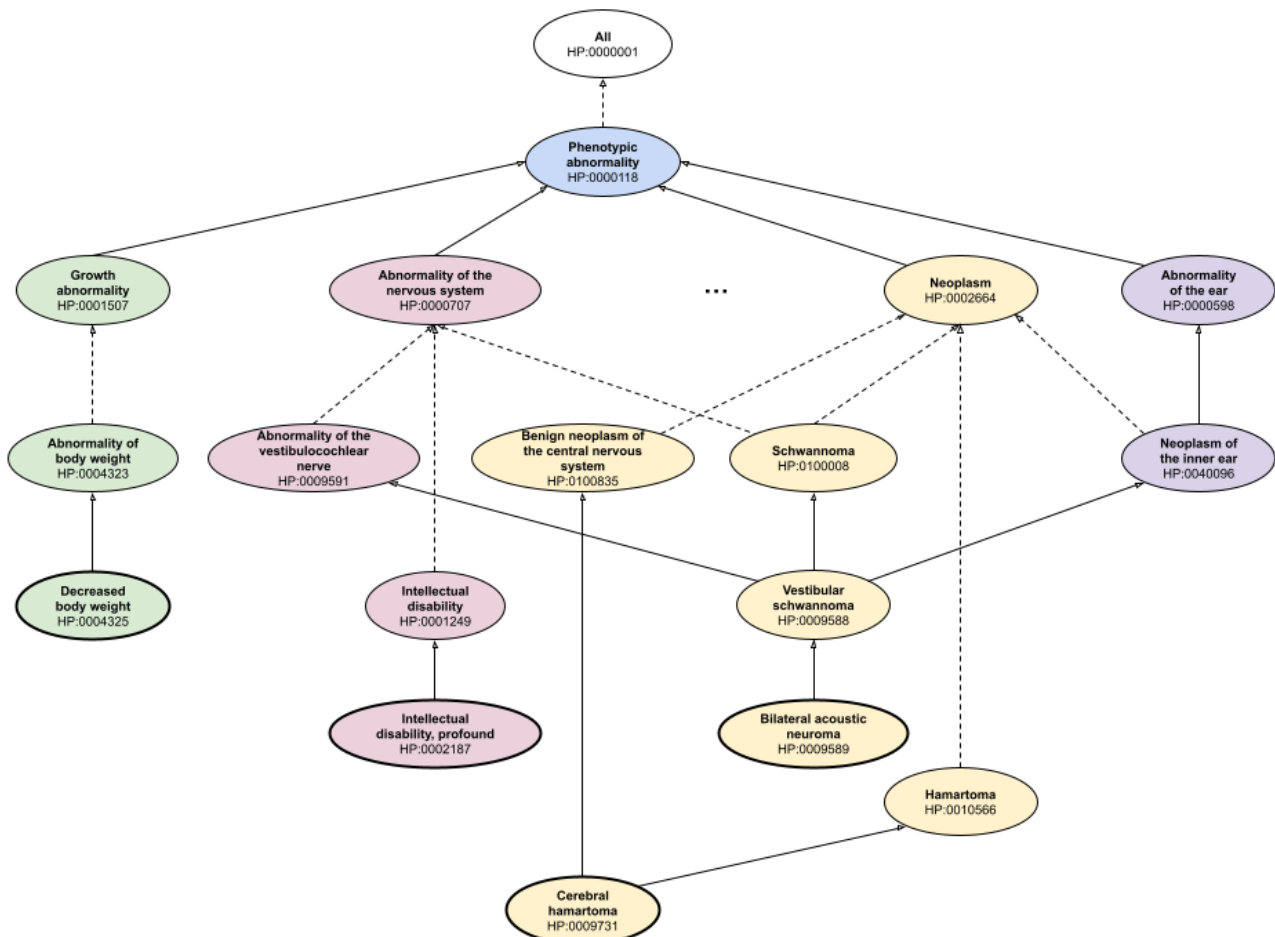 All
HP:0000001
Phenotypic
abnormality
HP:0000118
Growth
abnormality
HP:0001507
Abnormality of the
nervous system
HP:0000707
...
Neoplasm
HP:0002664
Abnormality
of the ear
HP:0000598
Abnormality of
body weight
HP:0004323
Abnormality of the
vestibulocochlear
nerve
HP:0009591
Benign neoplasm of
the central nervous
system
HP:0100835
Schwannoma
HP:0100008
Neoplasm of
the inner ear
HP:0040096
Decreased
body weight
HP:0004325
Intellectual
disability
HP:0001249
Vestibular
schwannoma
HP:0009588
Intellectual
disability, profound
HP:0002187
Bilateral acoustic
neuroma
HP:0009589
Hamartoma
HP:0010566
Cerebral
hamartoma
HP:0009731